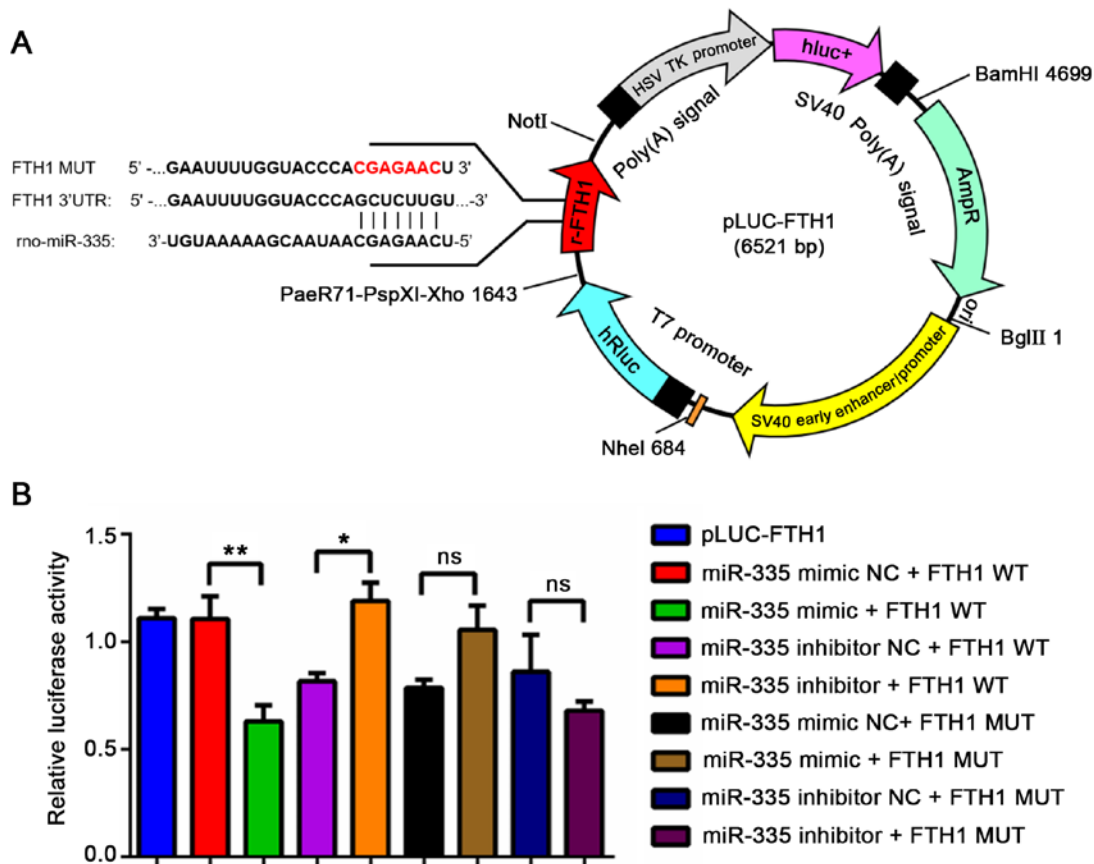 A
FTH1 MUT 5' -...GAAUUUUGGUACCCACGAGAACU 3'
FTH1 3'UTR: 5' -...GAAUUUUGGUACCCAGCUCUUGU...-3'
rno-miR-335: 3'-UGUAAAAAGCAAUAACGAGAACU-5'
HSV TK promoter
hluc+
BamHI 4699
NotI
Poly(A) signal
SV40 Poly(A) signal
AmpR
r-FTH1
pLUC-FTH1
(6521 bp)
PaeR71-PspXI-Xho 1643
ori
BglII 1
hRluc
T7 promoter
SV40 early enhancer/promoter
NheI 684
B
Relative luciferase activity
1.5
1.0
0.5
0.0
**
*
ns
ns
pLUC-FTH1
miR-335 mimic NC + FTH1 WT
miR-335 mimic + FTH1 WT
miR-335 inhibitor NC + FTH1 WT
miR-335 inhibitor + FTH1 WT
miR-335 mimic NC+ FTH1 MUT
miR-335 mimic + FTH1 MUT
miR-335 inhibitor NC + FTH1 MUT
miR-335 inhibitor + FTH1 MUT